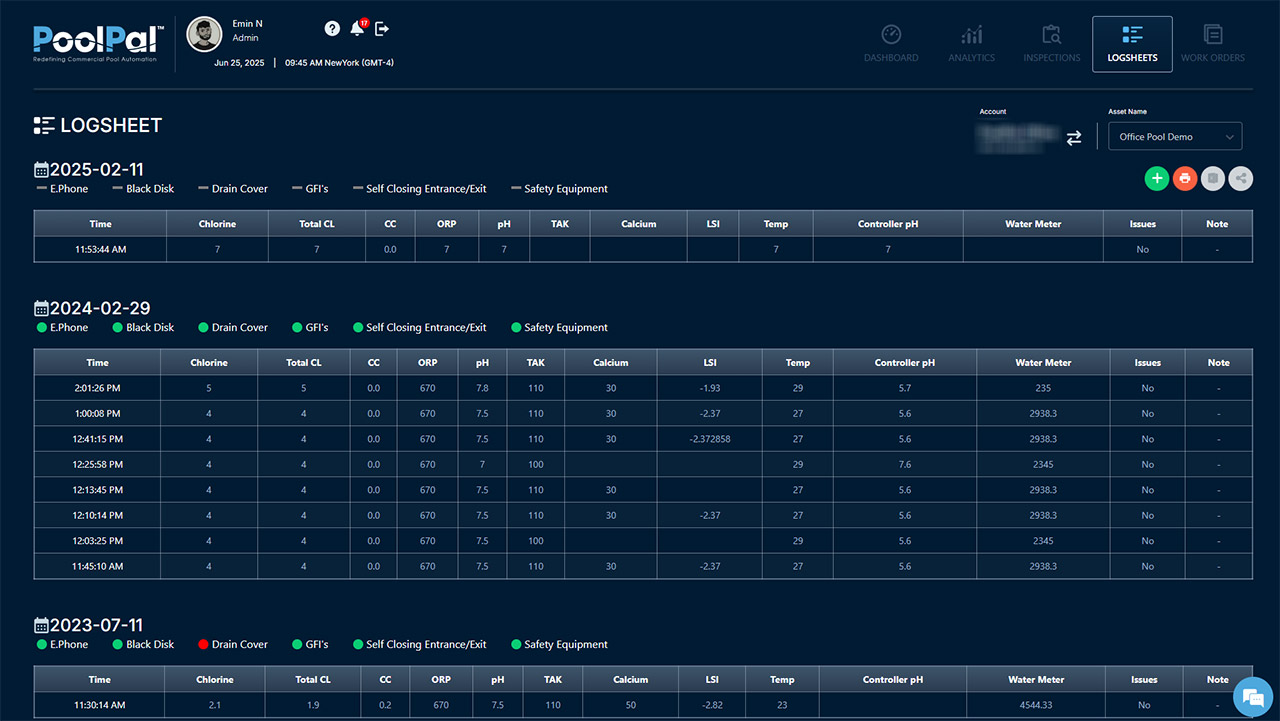 PoolPal™
Redefining Commercial Pool Automation
Emin N
Admin
17
Jun 25, 2025 | 09:45 AM NewYork (GMT-4)
DASHBOARD
ANALYTICS
INSPECTIONS
LOGSHEETS
WORK ORDERS
LOGSHEET
Account
Asset Name
Office Pool Demo
2025-02-11
E.Phone Black Disk Drain Cover GFI's Self Closing Entrance/Exit Safety Equipment
Time Chlorine Total CL CC ORP pH TAK Calcium LSI Temp Controller pH Water Meter Issues Note
11:53:44 AM 7 7 0.0 7 7 7 7 No -
2024-02-29
E.Phone Black Disk Drain Cover GFI's Self Closing Entrance/Exit Safety Equipment
Time Chlorine Total CL CC ORP pH TAK Calcium LSI Temp Controller pH Water Meter Issues Note
2:01:26 PM 5 5 0.0 670 7.8 110 30 -1.93 29 5.7 235 No -
1:00:08 PM 4 4 0.0 670 7.5 110 30 -2.37 27 5.6 2938.3 No -
12:41:15 PM 4 4 0.0 670 7.5 110 30 -2.372858 27 5.6 2938.3 No -
12:25:58 PM 4 4 0.0 670 7 100 29 7.6 2345 No -
12:13:45 PM 4 4 0.0 670 7.5 110 30 27 5.6 2938.3 No -
12:10:14 PM 4 4 0.0 670 7.5 110 30 -2.37 27 5.6 2938.3 No -
12:03:25 PM 4 4 0.0 670 7.5 100 29 5.6 2345 No -
11:45:10 AM 4 4 0.0 670 7.5 110 30 -2.37 27 5.6 2938.3 No -
2023-07-11
E.Phone Black Disk Drain Cover GFI's Self Closing Entrance/Exit Safety Equipment
Time Chlorine Total CL CC ORP pH TAK Calcium LSI Temp Controller pH Water Meter Issues Note
11:30:14 AM 2.1 1.9 0.2 670 7.5 110 50 -2.82 23 4544.33 No -